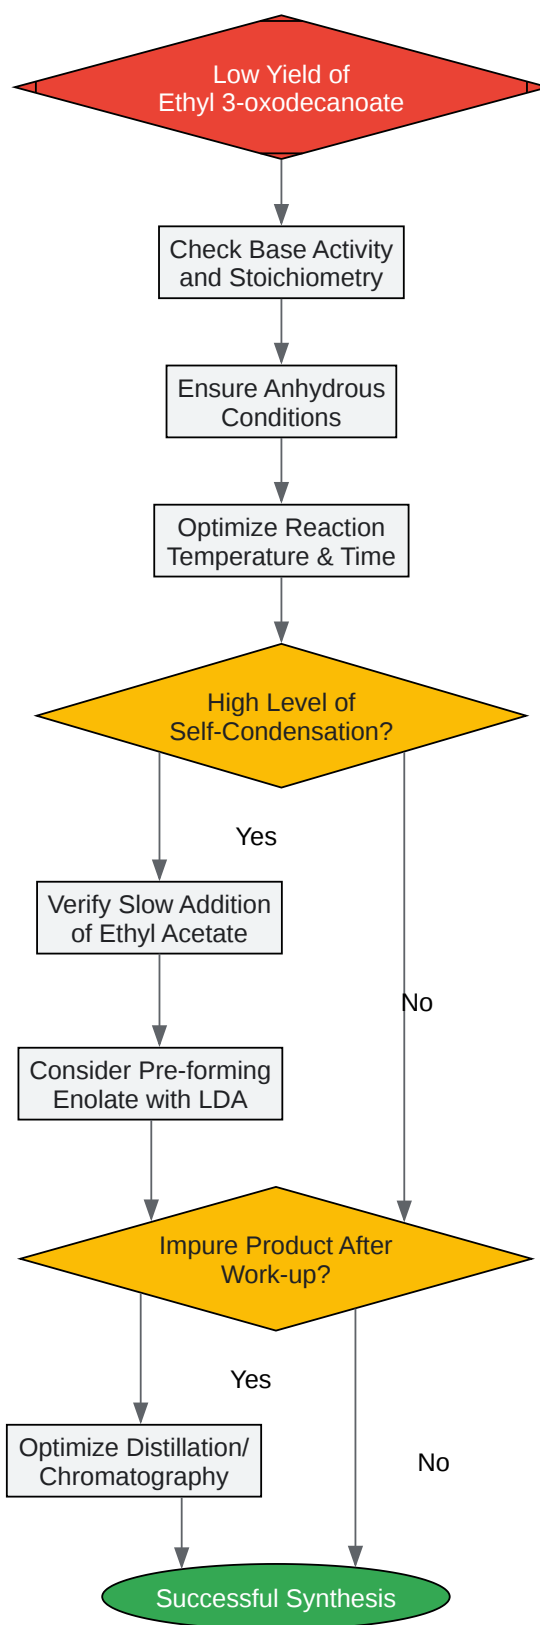 Low Yield of
Ethyl 3-oxodecanoate
Check Base Activity
and Stoichiometry
Ensure Anhydrous
Conditions
Optimize Reaction
Temperature & Time
High Level of
Self-Condensation?
Yes
Verify Slow Addition
of Ethyl Acetate
No
Consider Pre-forming
Enolate with LDA
Impure Product After
Work-up?
Yes
Optimize Distillation/
Chromatography
No
Successful Synthesis